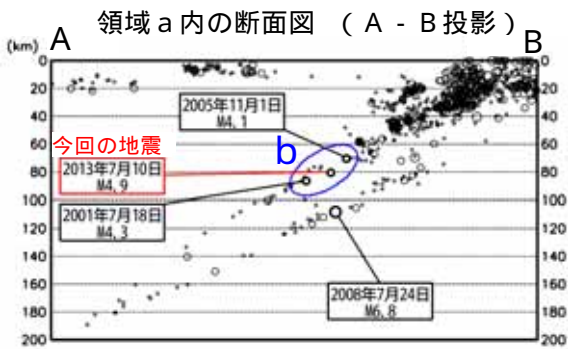 領域a内の断面図 (A-B投影)
(km) A B
0 0
20 20
40 40
60 60
80 80
100 100
120 120
140 140
160 160
180 180
200 200
2005年11月1日
M4.1
今回の地震
b
2013年7月10日
M4.9
2001年7月18日
M4.3
2008年7月24日
M6.8